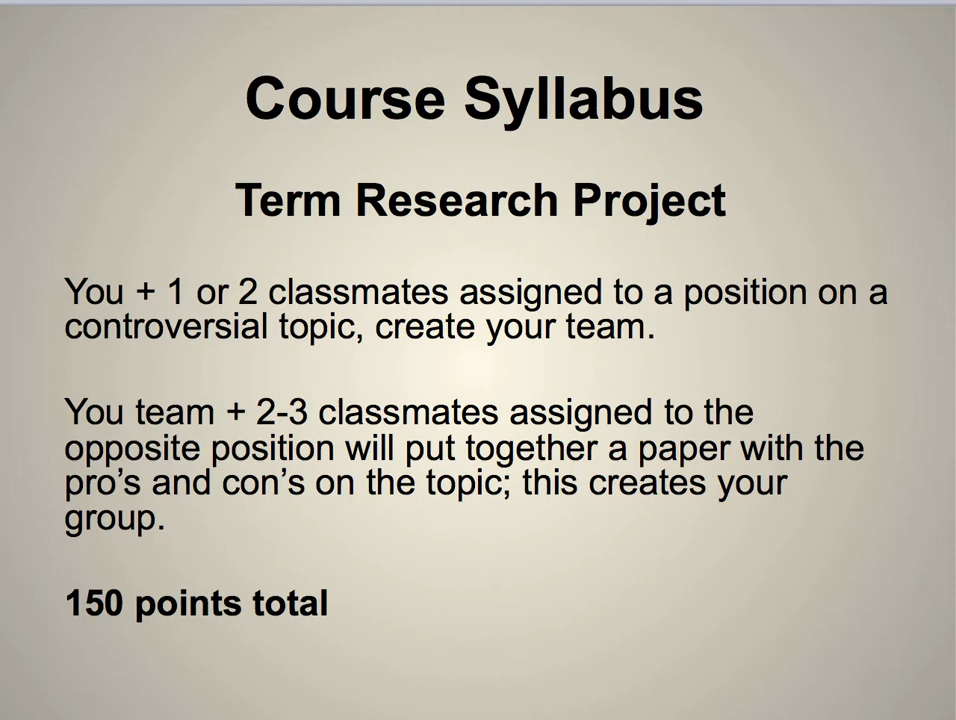 Course Syllabus
Term Research Project
You + 1 or 2 classmates assigned to a position on a
controversial topic, create your team.
You team + 2-3 classmates assigned to the
opposite position will put together a paper with the
pro’s and con’s on the topic; this creates your
group.
150 points total